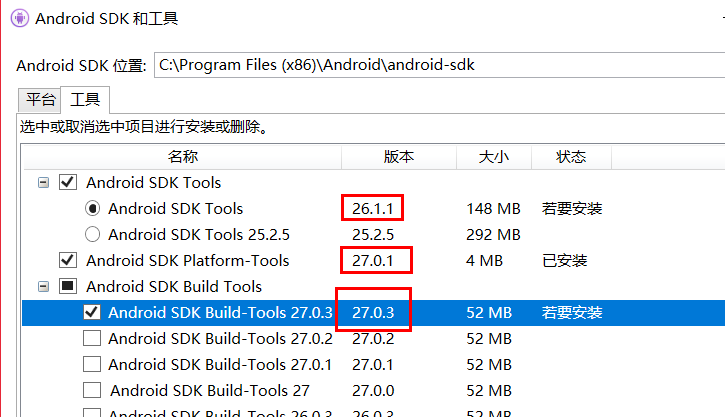 Android SDK 和工具
Android SDK 位置: C:\Program Files (x86)\Android\android-sdk
平台 工具
选中或取消选中项目进行安装或删除。
名称 版本 大小 状态
Android SDK Tools
Android SDK Tools 26.1.1 148 MB 若要安装
Android SDK Tools 25.2.5 25.2.5 292 MB
Android SDK Platform-Tools 27.0.1 4 MB 已安装
Android SDK Build Tools
Android SDK Build-Tools 27.0.3 27.0.3 52 MB 若要安装
Android SDK Build-Tools 27.0.2 27.0.2 52 MB
Android SDK Build-Tools 27.0.1 27.0.1 52 MB
Android SDK Build-Tools 27 27.0.0 52 MB
Android SDK Build-Tools 26.0.3 26.0.3 52 MB